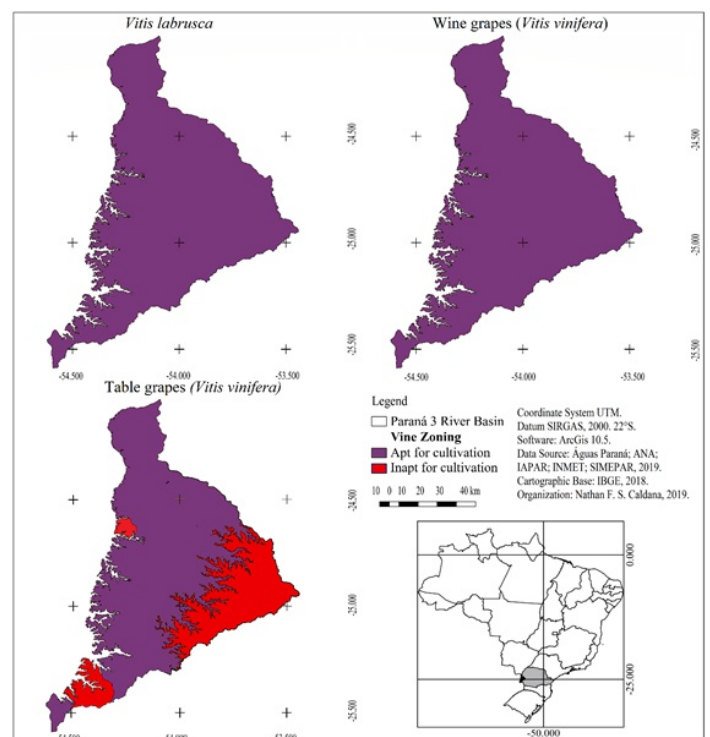 Vitis labrusca
Wine grapes (Vitis vinifera)
-24.500
-24.500
-25.000
-25.000
-25.500
-25.500
-54.500
-54.000
-53.500
-54.500
-54.000
-53.500
Table grapes (Vitis vinifera)
Legend
Paraná 3 River Basin
Vine Zoning
Apt for cultivation
Inapt for cultivation
10 0 10 20 30 40 km
Coordinate System UTM.
Datum SIRGAS, 2000. 22°S.
Software: ArcGis 10.5.
Data Source: Águas Paraná; ANA;
IAPAR; INMET; SIMEPAR, 2019.
Cartographic Base: IBGE, 2018.
Organization: Nathan F. S. Caldana, 2019.
-24.500
-25.000
-25.500
0.000
-25.000
-50.000